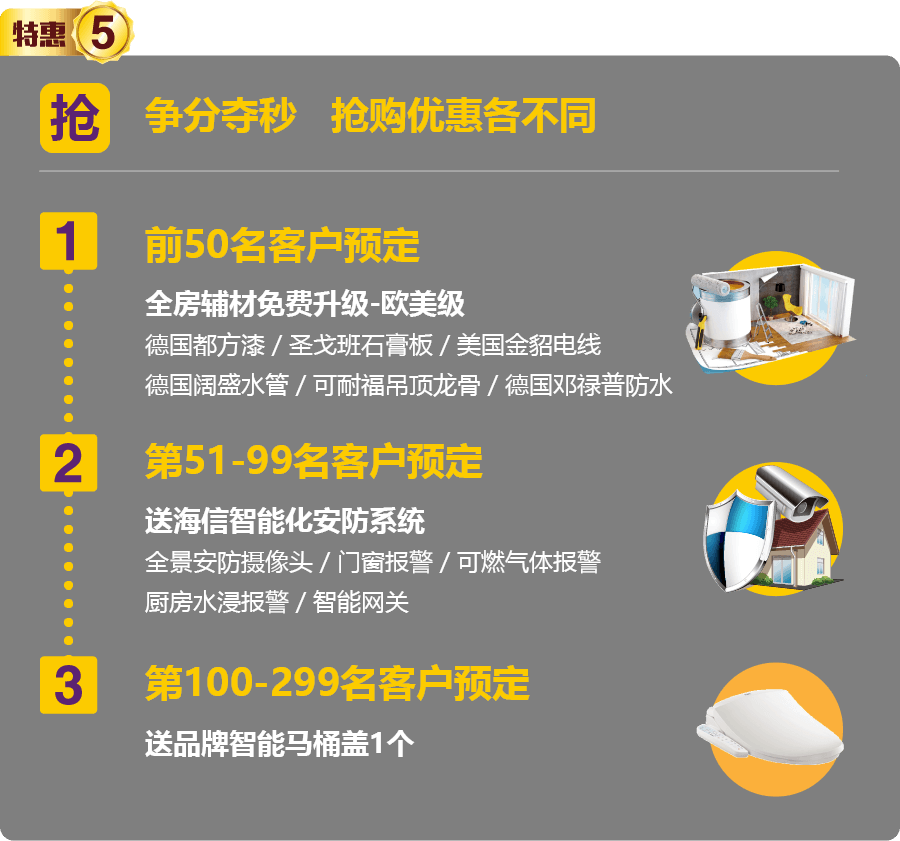 特惠 5
抢 争分夺秒 抢购优惠各不同
1 前50名客户预定
全房辅材免费升级-欧美级
德国都方漆 / 圣戈班石膏板 / 美国金貂电线
德国阔盛水管 / 可耐福吊顶龙骨 / 德国邓禄普防水
2 第51-99名客户预定
送海信智能化安防系统
全景安防摄像头 / 门窗报警 / 可燃气体报警
厨房水浸报警 / 智能网关
3 第100-299名客户预定
送品牌智能马桶盖1个